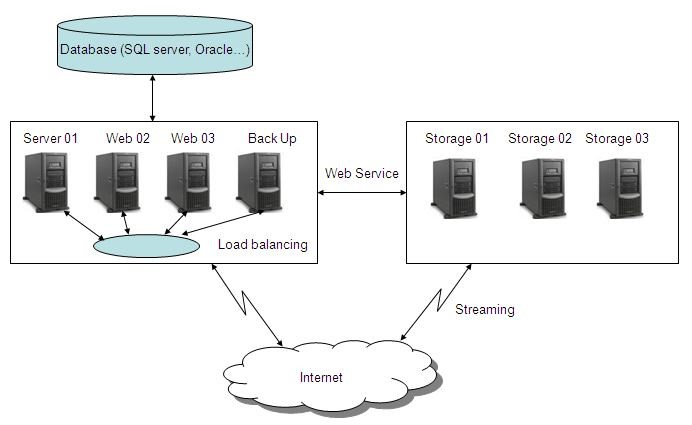 Database (SQL server, Oracle…)
Server 01 Web 02 Web 03 Back Up
Storage 01 Storage 02 Storage 03
Web Service
Load balancing
Streaming
Internet